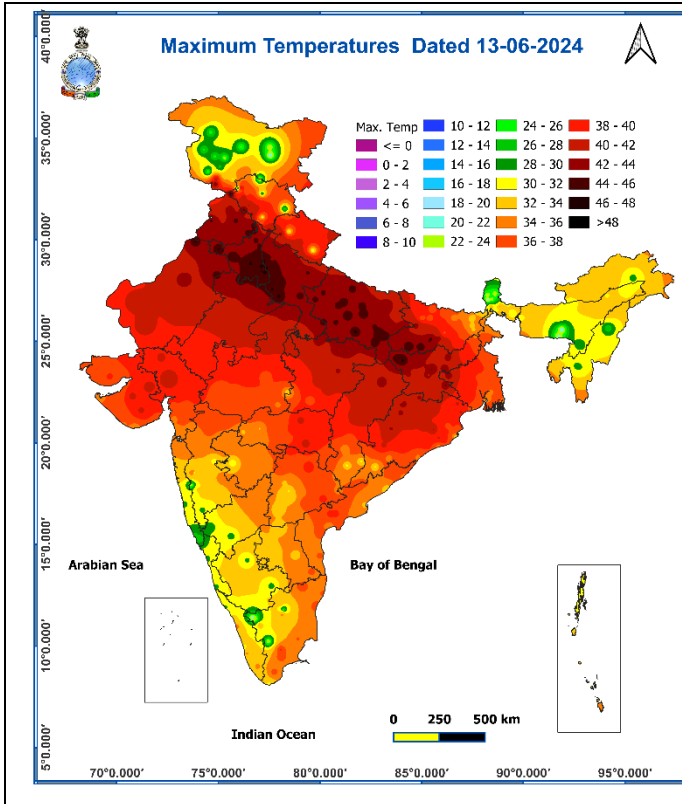 Maximum Temperatures Dated 13-06-2024
Max. Temp
<= 0
0 - 2
2 - 4
4 - 6
6 - 8
8 - 10
10 - 12
12 - 14
14 - 16
16 - 18
18 - 20
20 - 22
22 - 24
24 - 26
26 - 28
28 - 30
30 - 32
32 - 34
34 - 36
36 - 38
38 - 40
40 - 42
42 - 44
44 - 46
46 - 48
>48
40°0.000'
35°0.000'
30°0.000'
25°0.000'
20°0.000'
15°0.000'
10°0.000'
5°0.000'
Arabian Sea
Bay of Bengal
Indian Ocean
0 250 500 km
70°0.000' 75°0.000' 80°0.000' 85°0.000' 90°0.000' 95°0.000'